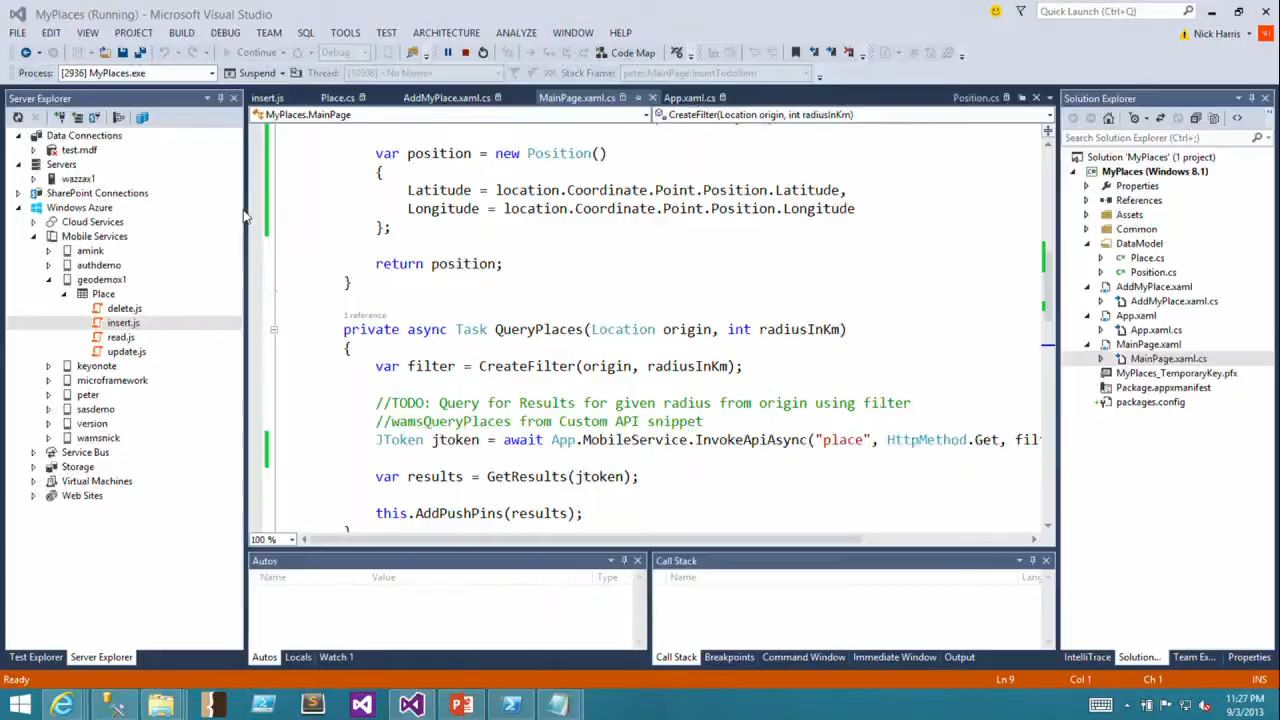 MyPlaces (Running) - Microsoft Visual Studio
Quick Launch (Ctrl+Q)
FILE EDIT VIEW PROJECT BUILD DEBUG TEAM SQL TOOLS TEST ARCHITECTURE ANALYZE WINDOW HELP
Nick Harris
Continue Debug Code Map
Process: [2936] MyPlaces.exe Suspend Thread: [10508] <No Name> Stack Frame: peter.MainPage.InsertTodoItem
Server Explorer
insert.js Place.cs AddMyPlace.xaml.cs MainPage.xaml.cs App.xaml.cs Position.cs
Solution Explorer
MyPlaces.MainPage CreateFilter(Location origin, int radiusInKm)
Search Solution Explorer (Ctrl+;)
Data Connections
test.mdf
Servers
wazzax1
SharePoint Connections
Windows Azure
Cloud Services
Mobile Services
amink
authdemo
geodemox1
Place
delete.js
insert.js
read.js
update.js
keyonote
microframework
peter
sasdemo
version
wamsnick
Service Bus
Storage
Virtual Machines
Web Sites
var position = new Position()
{
Latitude = location.Coordinate.Point.Position.Latitude,
Longitude = location.Coordinate.Point.Position.Longitude
};
return position;
}
1 reference
private async Task QueryPlaces(Location origin, int radiusInKm)
{
var filter = CreateFilter(origin, radiusInKm);
//TODO: Query for Results for given radius from origin using filter
//wamsQueryPlaces from Custom API snippet
JToken jtoken = await App.MobileService.InvokeApiAsync("place", HttpMethod.Get, fil
var results = GetResults(jtoken);
this.AddPushPins(results);
}
100 %
Solution 'MyPlaces' (1 project)
MyPlaces (Windows 8.1)
Properties
References
Assets
Common
DataModel
Place.cs
Position.cs
AddMyPlace.xaml
AddMyPlace.xaml.cs
App.xaml
App.xaml.cs
MainPage.xaml
MainPage.xaml.cs
MyPlaces_TemporaryKey.pfx
Package.appxmanifest
packages.config
Autos
Name Value Type
Call Stack
Name Lang
Test Explorer Server Explorer
Autos Locals Watch 1
Call Stack Breakpoints Command Window Immediate Window Output
IntelliTrace Solution... Team Ex... Properties
Ready Ln 9 Col 1 Ch 1 INS
11:27 PM
9/3/2013